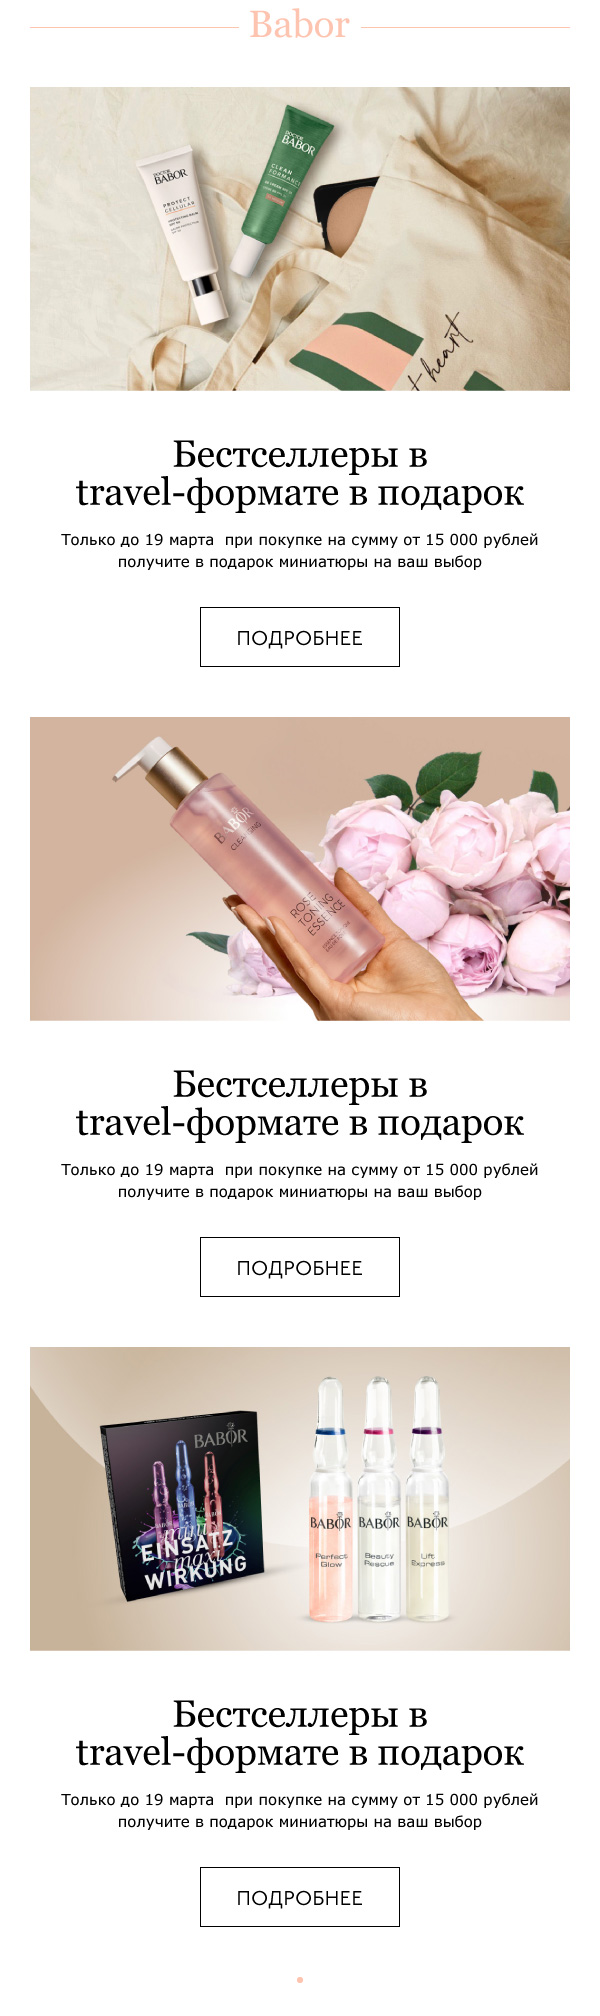 Babor
DOCTOR
BABOR
PROTECT
CELLULAR
DOCTOR
BABOR
CLEAN
FORMANCE
t heart
Бестселлеры в
travel-формате в подарок
Только до 19 марта  при покупке на сумму от 15 000 рублей
получите в подарок миниатюры на ваш выбор
ПОДРОБНЕЕ
BABOR
CLEANSING
ROSE
TONING
ESSENCE
Бестселлеры в
travel-формате в подарок
Только до 19 марта  при покупке на сумму от 15 000 рублей
получите в подарок миниатюры на ваш выбор
ПОДРОБНЕЕ
BABOR
mini
EINSATZ
maxi
WIRKUNG
BABOR
Perfect
Glow
BABOR
Beauty
Rescue
BABOR
Lift
Express
Бестселлеры в
travel-формате в подарок
Только до 19 марта  при покупке на сумму от 15 000 рублей
получите в подарок миниатюры на ваш выбор
ПОДРОБНЕЕ